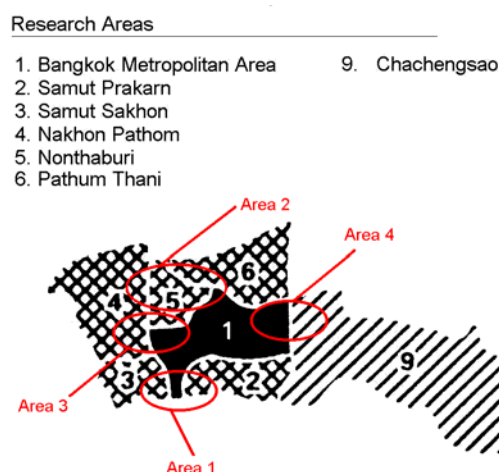 Research Areas
1. Bangkok Metropolitan Area
2. Samut Prakarn
3. Samut Sakhon
4. Nakhon Pathom
5. Nonthaburi
6. Pathum Thani
9. Chachengsao
Area 2
Area 4
6
4
5
1
3
2
9
Area 3
Area 1